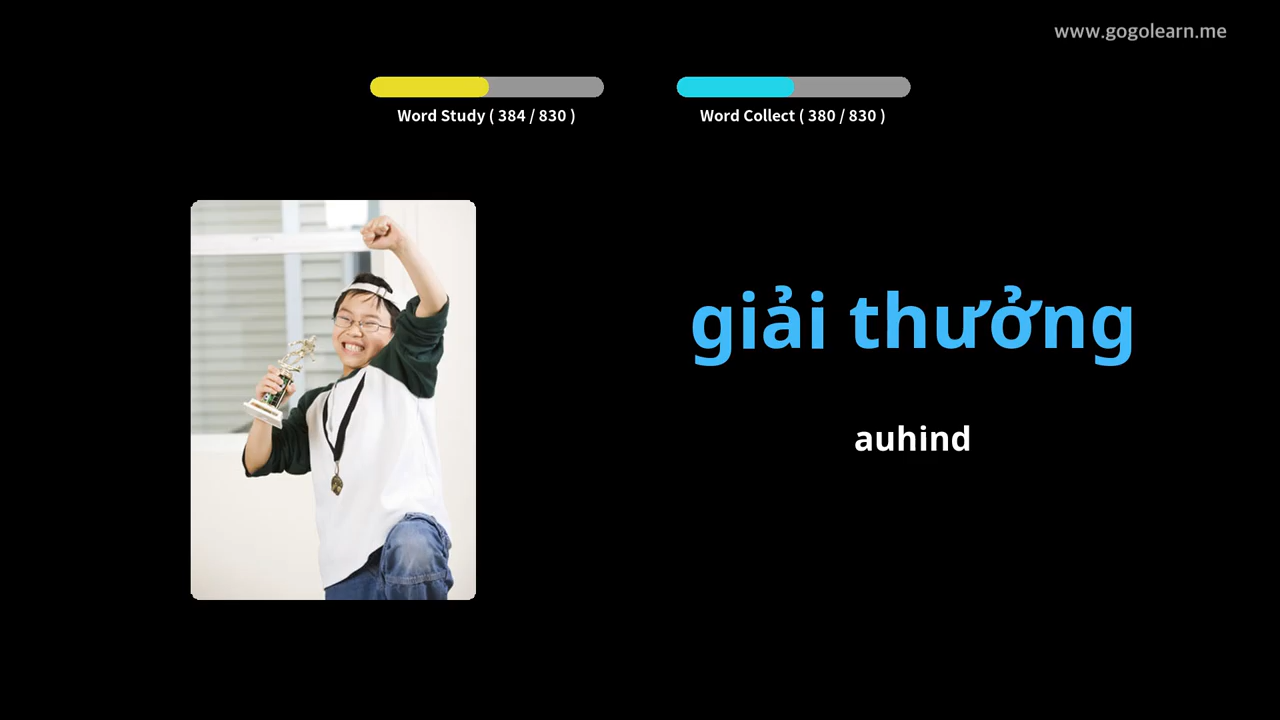 www.gogolearn.me
Word Study ( 384 / 830 )
Word Collect ( 380 / 830 )
giải thưởng
auhind